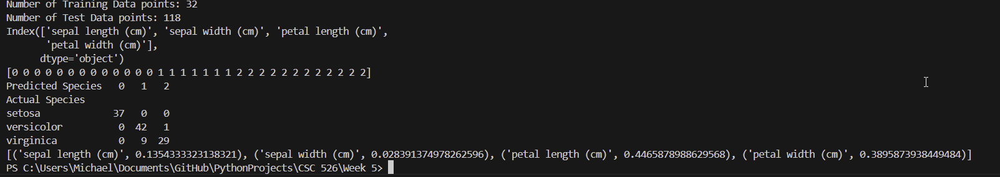 Number of Training Data points: 32
Number of Test Data points: 118
Index(['sepal length (cm)', 'sepal width (cm)', 'petal length (cm)',
       'petal width (cm)'],
      dtype='object')
[0 0 0 0 0 0 0 0 0 0 0 0 0 1 1 1 1 1 1 1 2 2 2 2 2 2 2 2 2 2 2 2]
Predicted Species   0   1   2
Actual Species
setosa             37   0   0
versicolor          0  42   1
virginica           0   9  29
[('sepal length (cm)', 0.1354333323138321), ('sepal width (cm)', 0.028391374978262596), ('petal length (cm)', 0.4465878988629568), ('petal width (cm)', 0.3895873938449484)]
PS C:\Users\Michael\Documents\GitHub\PythonProjects\CSC 526\Week 5>